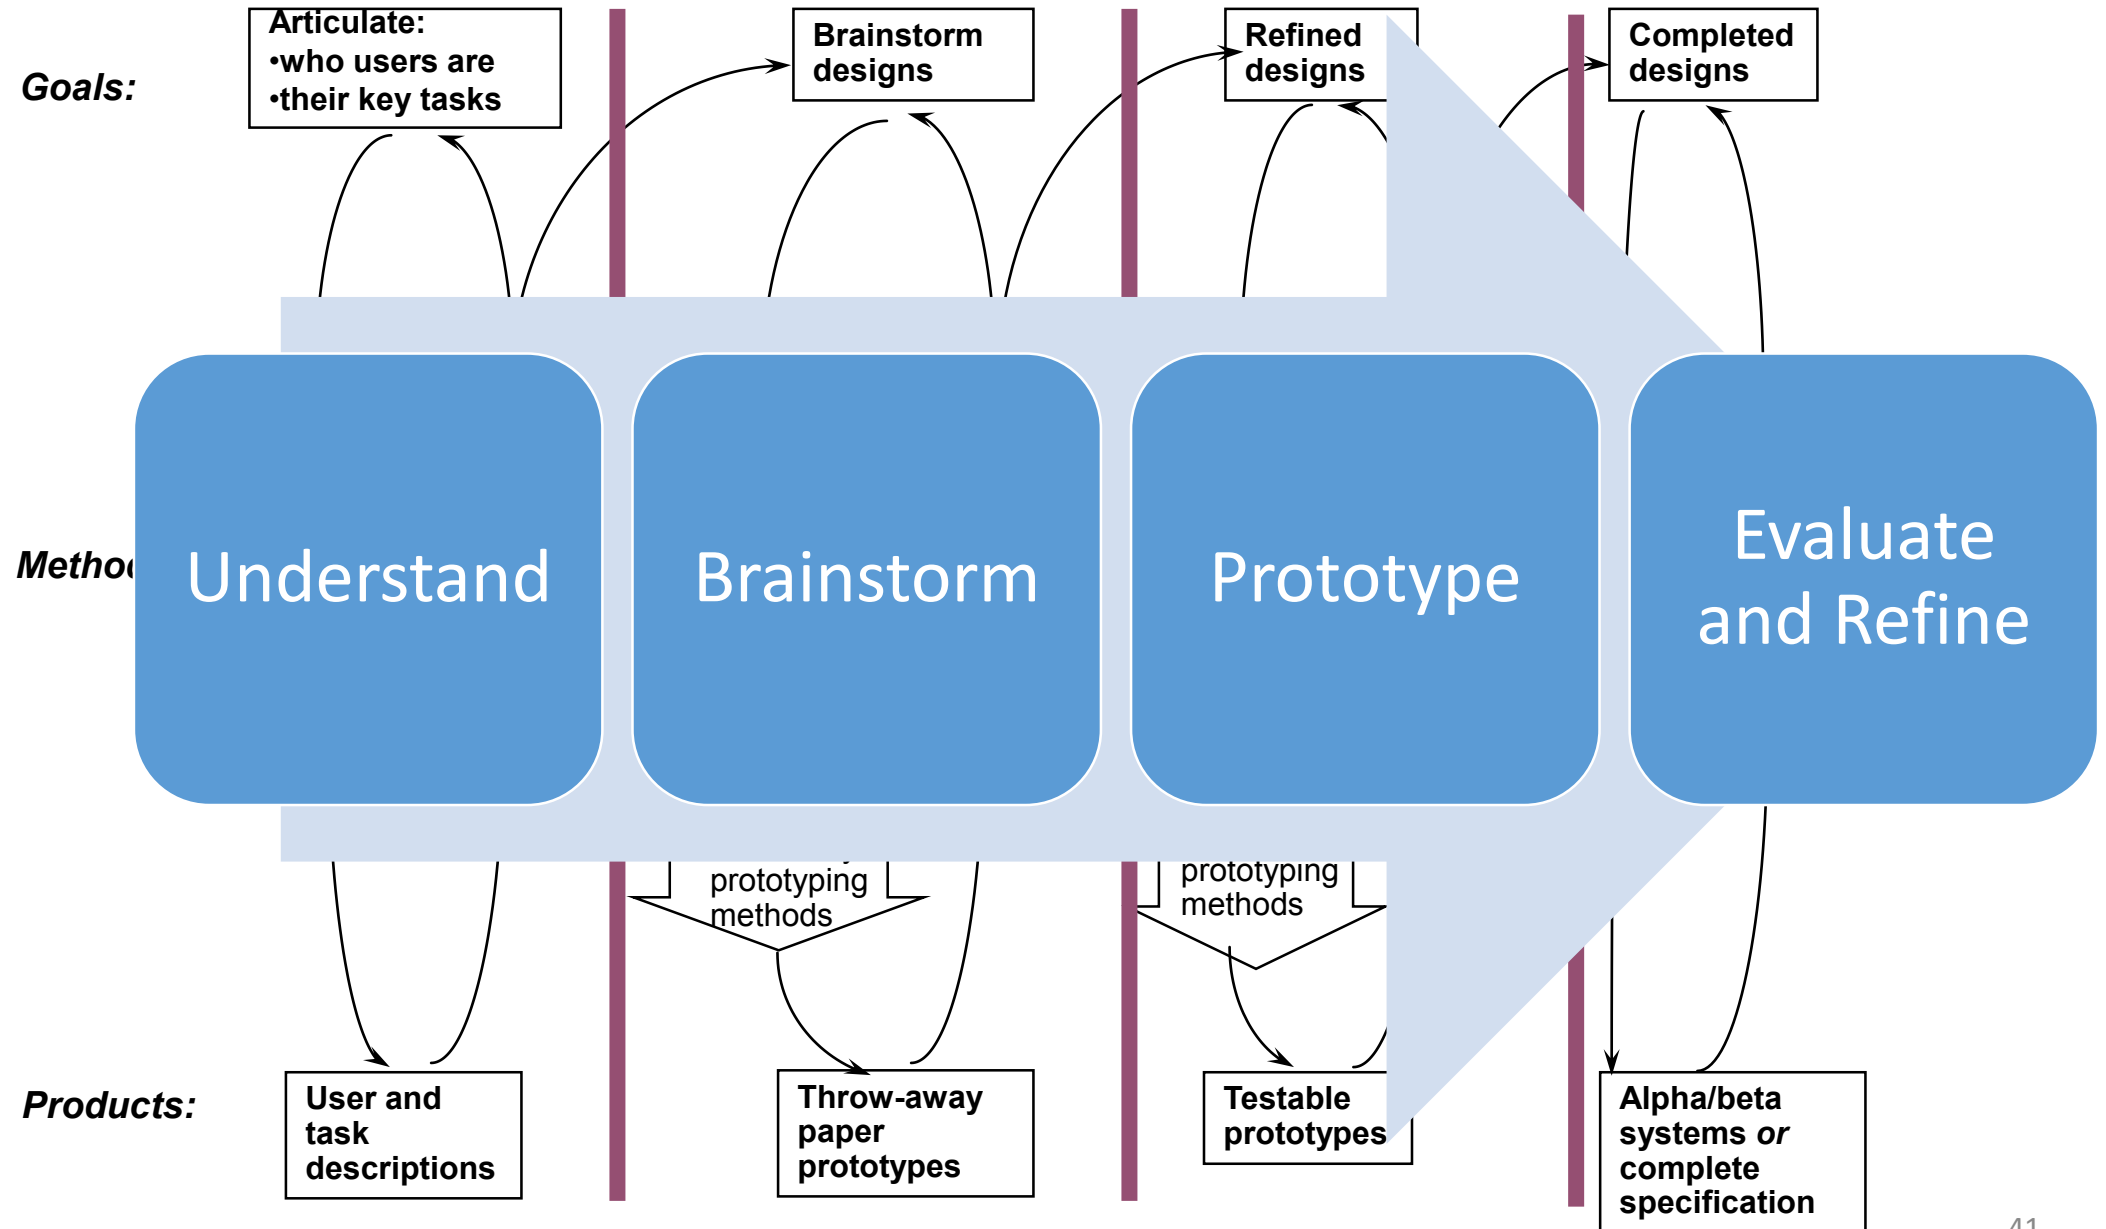 Goals:
Articulate:
•who users are
•their key tasks
Brainstorm
designs
Refined
designs
Completed
designs
Understand
Brainstorm
Prototype
Evaluate
and Refine
prototyping
methods
prototyping
methods
Products:
User and
task
descriptions
Throw-away
paper
prototypes
Testable
prototypes
Alpha/beta
systems or
complete
specification
41